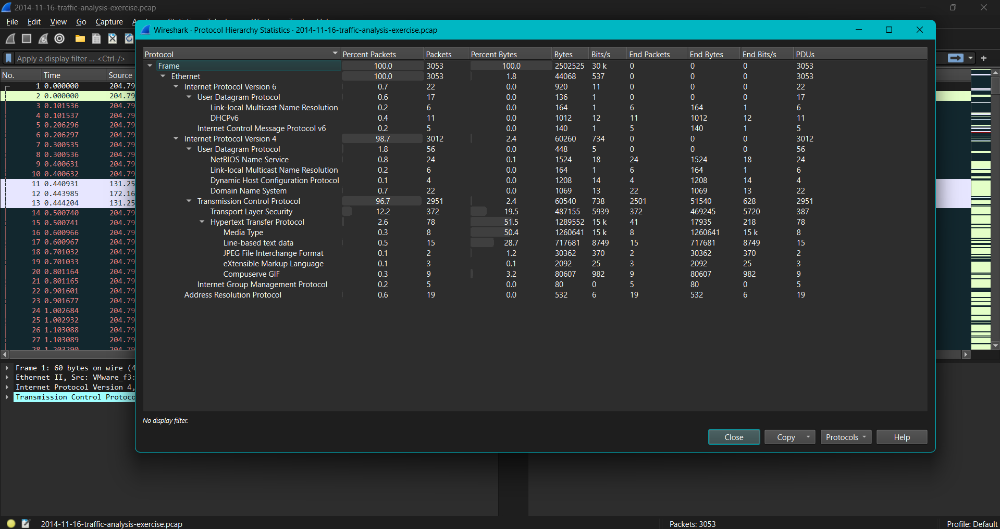 2014-11-16-traffic-analysis-exercise.pcap
File Edit View Go Capture
Wireshark · Protocol Hierarchy Statistics · 2014-11-16-traffic-analysis-exercise.pcap
Apply a display filter ... <Ctrl-/>
Protocol Percent Packets Packets Percent Bytes Bytes Bits/s End Packets End Bytes End Bits/s PDUs
Frame 100.0 3053 100.0 2502525 30 k 0 0 0 3053
Ethernet 100.0 3053 1.8 44068 537 0 0 0 3053
Internet Protocol Version 6 0.7 22 0.0 920 11 0 0 0 22
User Datagram Protocol 0.6 17 0.0 136 1 0 0 0 17
Link-local Multicast Name Resolution 0.2 6 0.0 164 1 6 164 1 6
DHCPv6 0.4 11 0.0 1012 12 11 1012 12 11
Internet Control Message Protocol v6 0.2 5 0.0 140 1 5 140 1 5
Internet Protocol Version 4 98.7 3012 2.4 60260 734 0 0 0 3012
User Datagram Protocol 1.8 56 0.0 448 5 0 0 0 56
NetBIOS Name Service 0.8 24 0.1 1524 18 24 1524 18 24
Link-local Multicast Name Resolution 0.2 6 0.0 164 1 6 164 1 6
Dynamic Host Configuration Protocol 0.1 4 0.0 1208 14 4 1208 14 4
Domain Name System 0.7 22 0.0 1069 13 22 1069 13 22
Transmission Control Protocol 96.7 2951 2.4 60540 738 2501 51540 628 2951
Transport Layer Security 12.2 372 19.5 487155 5939 372 469245 5720 387
Hypertext Transfer Protocol 2.6 78 51.5 1289552 15 k 41 17935 218 78
Media Type 0.3 8 50.4 1260641 15 k 8 1260641 15 k 8
Line-based text data 0.5 15 28.7 717681 8749 15 717681 8749 15
JPEG File Interchange Format 0.1 2 1.2 30362 370 2 30362 370 2
eXtensible Markup Language 0.1 3 0.1 2092 25 3 2092 25 3
Compuserve GIF 0.3 9 3.2 80607 982 9 80607 982 9
Internet Group Management Protocol 0.2 5 0.0 80 0 5 80 0 5
Address Resolution Protocol 0.6 19 0.0 532 6 19 532 6 19
No display filter.
Close Copy Protocols Help
No. Time Source
1 0.000000 204.79
2 0.000000 204.79
3 0.101536 204.79
4 0.101537 204.79
5 0.206296 204.79
6 0.206297 204.79
7 0.300535 204.79
8 0.300536 204.79
9 0.400631 204.79
10 0.400632 204.79
11 0.440931 131.25
12 0.443985 172.16
13 0.444204 131.25
14 0.500740 204.79
15 0.500741 204.79
16 0.600966 204.79
17 0.600967 204.79
18 0.701032 204.79
19 0.701033 204.79
20 0.801164 204.79
21 0.801165 204.79
22 0.901601 204.79
23 0.901677 204.79
24 1.002684 204.79
25 1.002932 204.79
26 1.103088 204.79
27 1.103089 204.79
28 1.203290 204.79
Frame 1: 60 bytes on wire (4
Ethernet II, Src: VMware_f3:
Internet Protocol Version 4,
Transmission Control Protoco
2014-11-16-traffic-analysis-exercise.pcap
Packets: 3053
Profile: Default